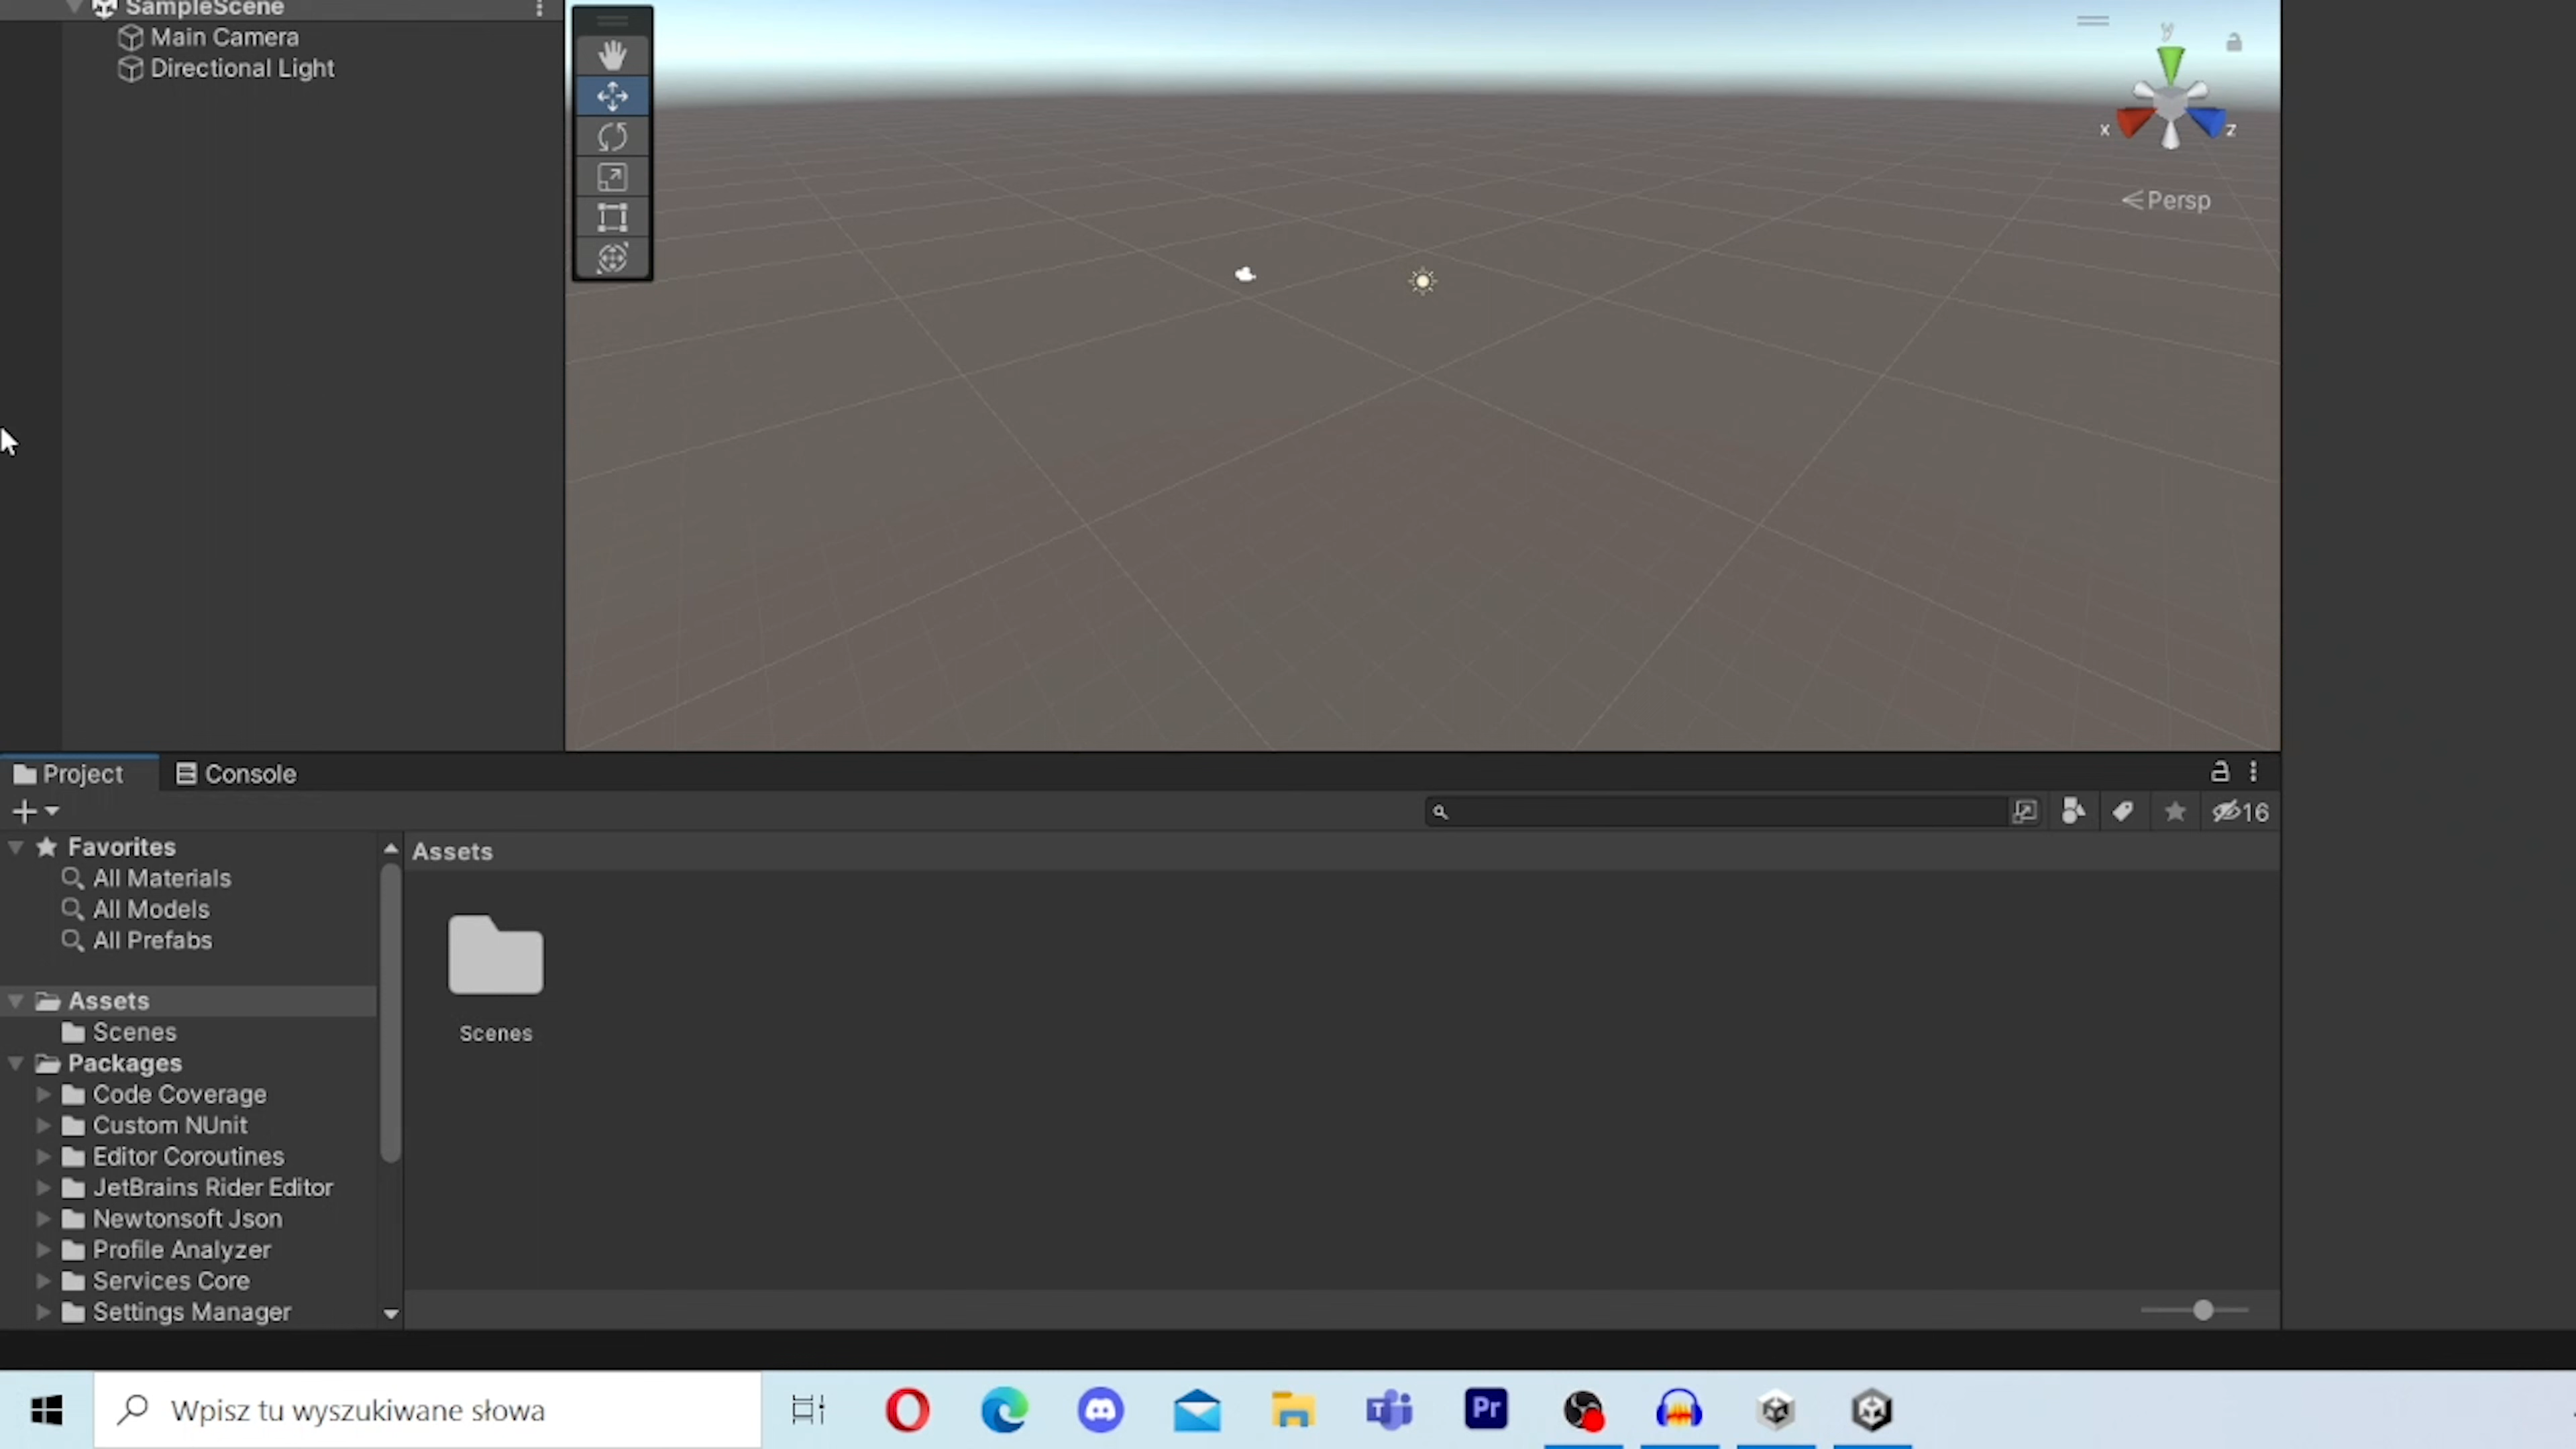 SampleScene
Main Camera
Directional Light
y
x
z
Persp
Project
Console
16
Favorites
All Materials
All Models
All Prefabs
Assets
Scenes
Packages
Code Coverage
Custom NUnit
Editor Coroutines
JetBrains Rider Editor
Newtonsoft Json
Profile Analyzer
Services Core
Settings Manager
Assets
Scenes
Wpisz tu wyszukiwane słowa
T
Pr